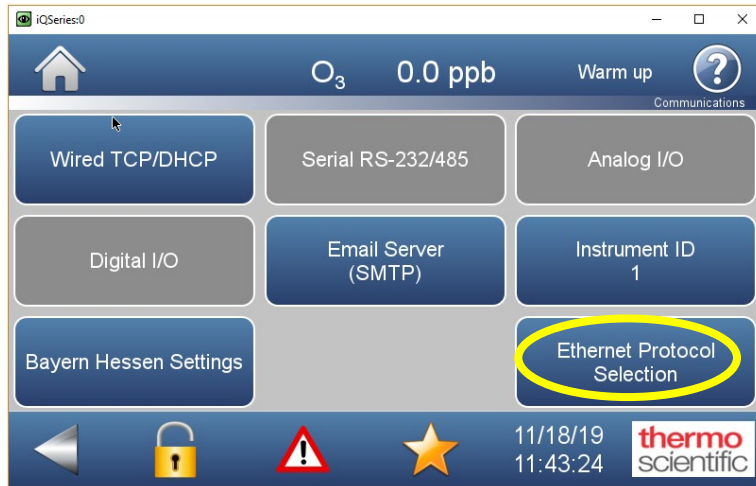 iQSeries:0
O₃ 0.0 ppb Warm up ?
Communications
Wired TCP/DHCP Serial RS-232/485 Analog I/O
Digital I/O
Email Server
(SMTP)
Instrument ID
1
Bayern Hessen Settings
Ethernet Protocol
Selection
11/18/19
11:43:24
thermo
scientific